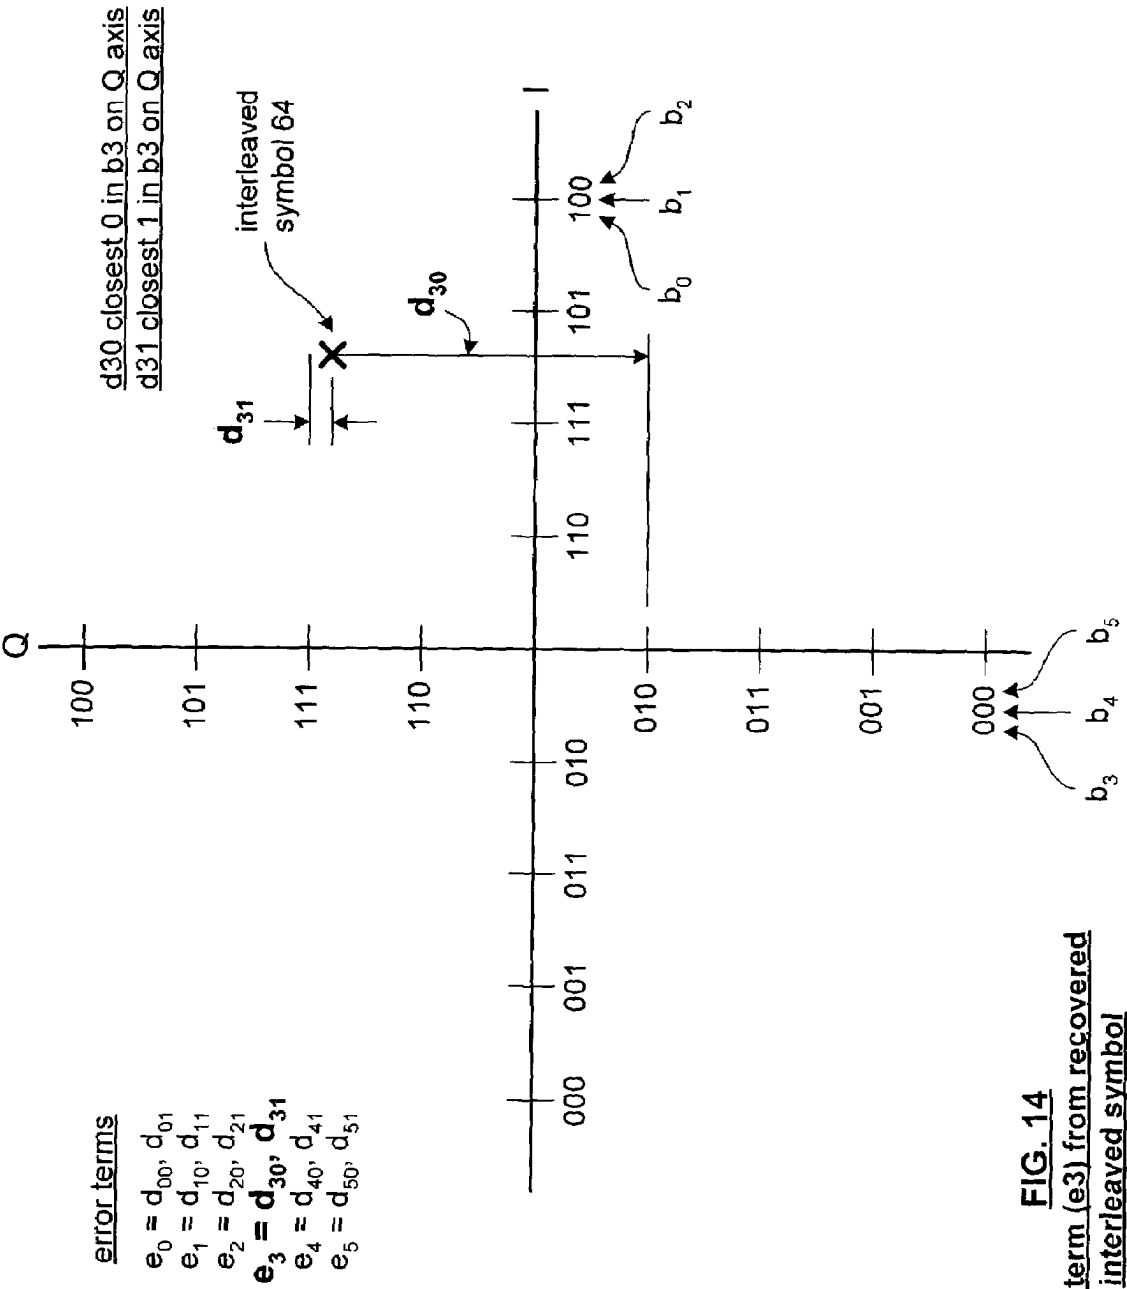 error terms
e₀ = d₀₀, d₀₁
e₁ = d₁₀, d₁₁
e₂ = d₂₀, d₂₁
e₃ = d₃₀, d₃₁
e₄ = d₄₀, d₄₁
e₅ = d₅₀, d₅₁
d30 closest 0 in b3 on Q axis
d31 closest 1 in b3 on Q axis
Q
100
101
111
110
010
011
001
000
b₃
b₄
b₅
interleaved
symbol 64
d₃₁
d₃₀
I
000
001
011
010
110
111
101
100
b₀
b₁
b₂
FIG. 14
term (e3) from recovered
interleaved symbol